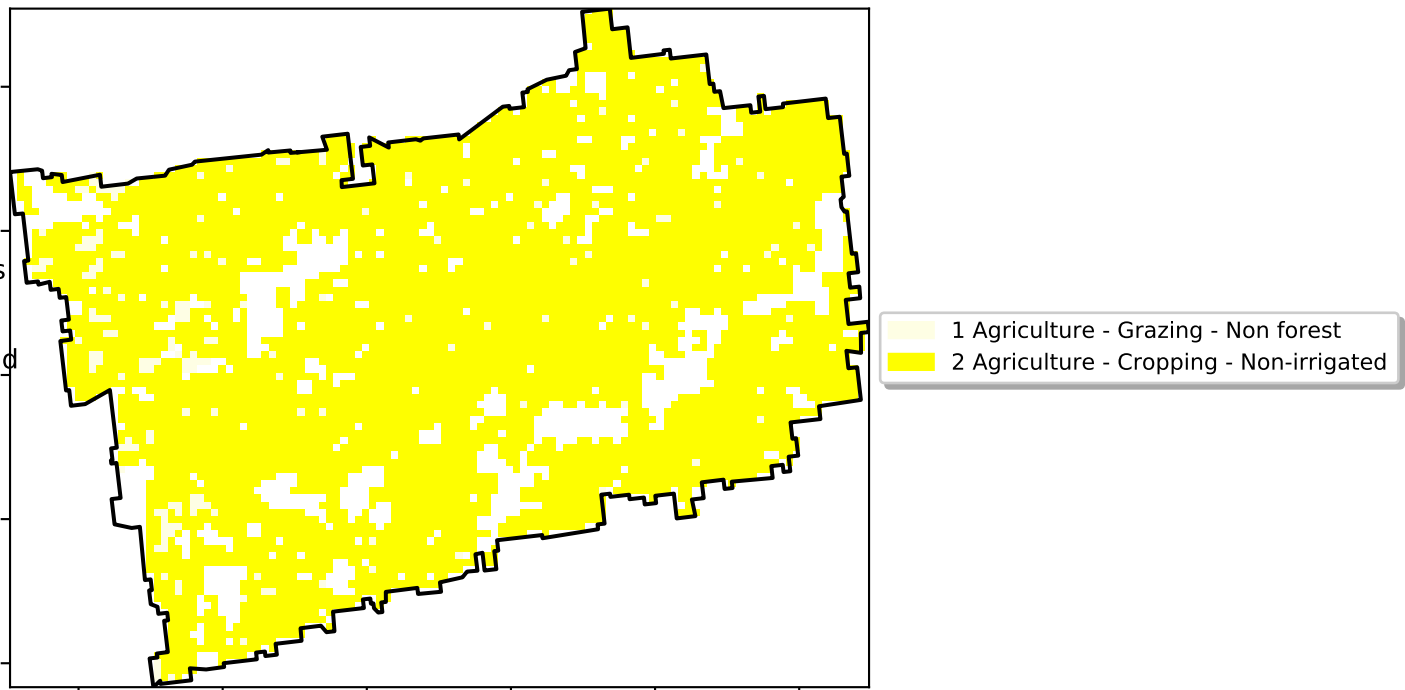 s
d
1 Agriculture - Grazing - Non forest
2 Agriculture - Cropping - Non-irrigated